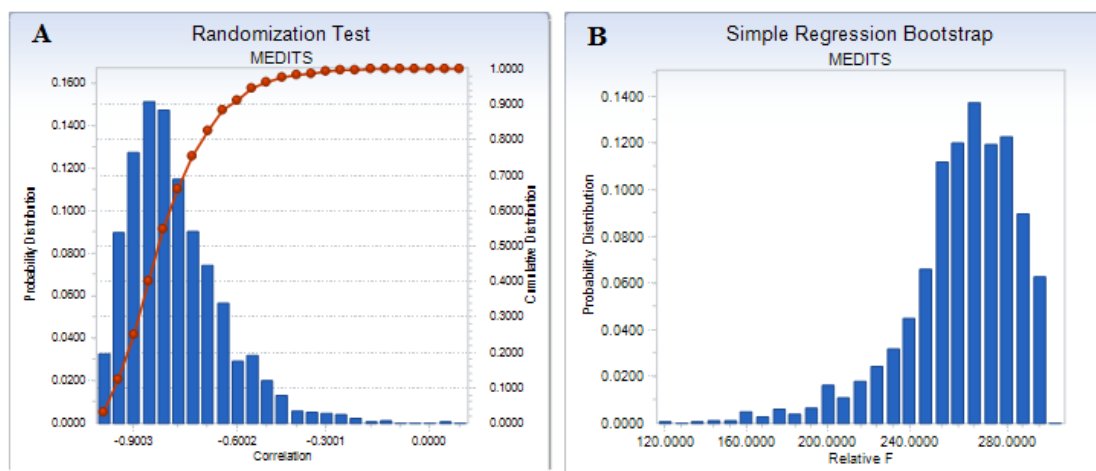 A
Randomization Test
MEDITS
0.1600
0.1400
0.1200
0.1000
0.0800
0.0600
0.0400
0.0200
0.0000
Probability Distribution
1.0000
0.9000
0.8000
0.7000
0.6000
0.5000
0.4000
0.3000
0.2000
0.1000
0.0000
Cumulative Distribution
-0.9003 -0.6002 -0.3001 0.0000
Correlation
B
Simple Regression Bootstrap
MEDITS
0.1400
0.1200
0.1000
0.0800
0.0600
0.0400
0.0200
0.0000
Probability Distribution
120.0000 160.0000 200.0000 240.0000 280.0000
Relative F